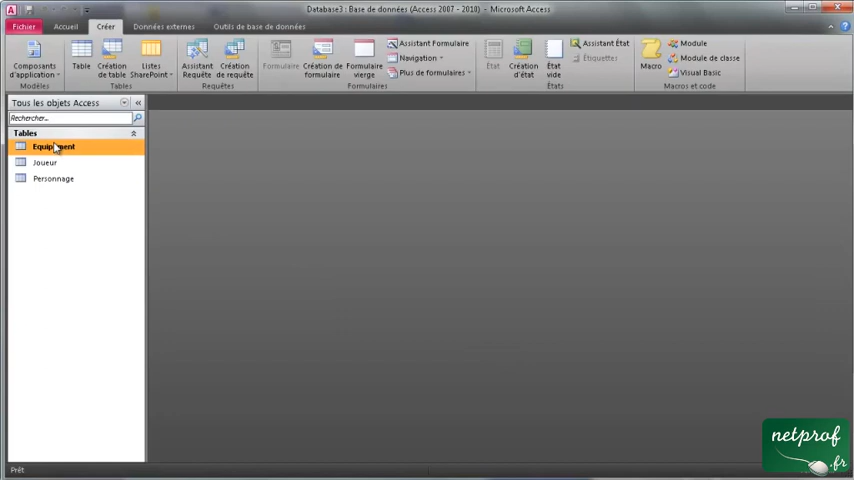 Database3 : Base de données (Access 2007 - 2010) - Microsoft Access
Fichier Accueil Créer Données externes Outils de base de données
Composants d'application
Modèles
Table
Création de table
Listes SharePoint
Tables
Assistant Requête
Création de requête
Requêtes
Formulaire
Création de formulaire
Formulaire vierge
Assistant Formulaire
Navigation
Plus de formulaires
Formulaires
État
Création d'état
État vide
Assistant État
Étiquettes
États
Macro
Module
Module de classe
Visual Basic
Macros et code
Tous les objets Access
Rechercher...
Tables
Equipement
Joueur
Personnage
netprof
.fr
Prêt